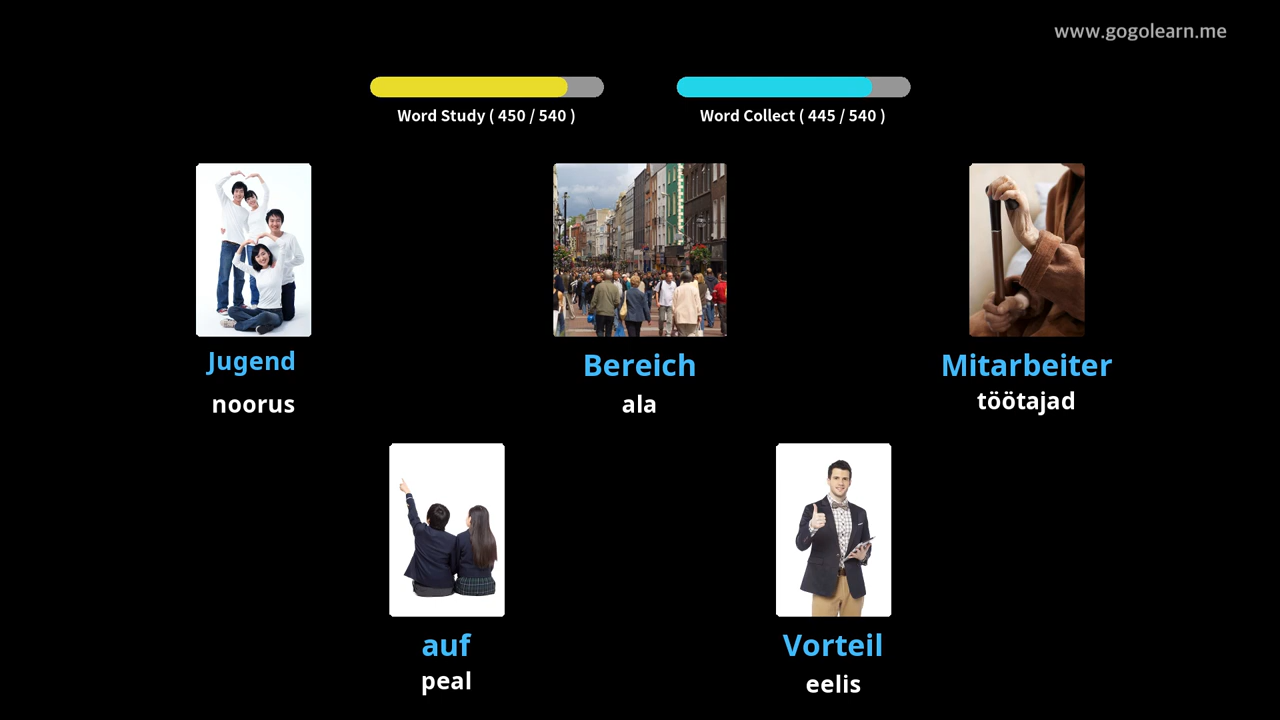 www.gogolearn.me
Word Study ( 450 / 540 )
Word Collect ( 445 / 540 )
Jugend
noorus
Bereich
ala
Mitarbeiter
töötajad
auf
peal
Vorteil
eelis